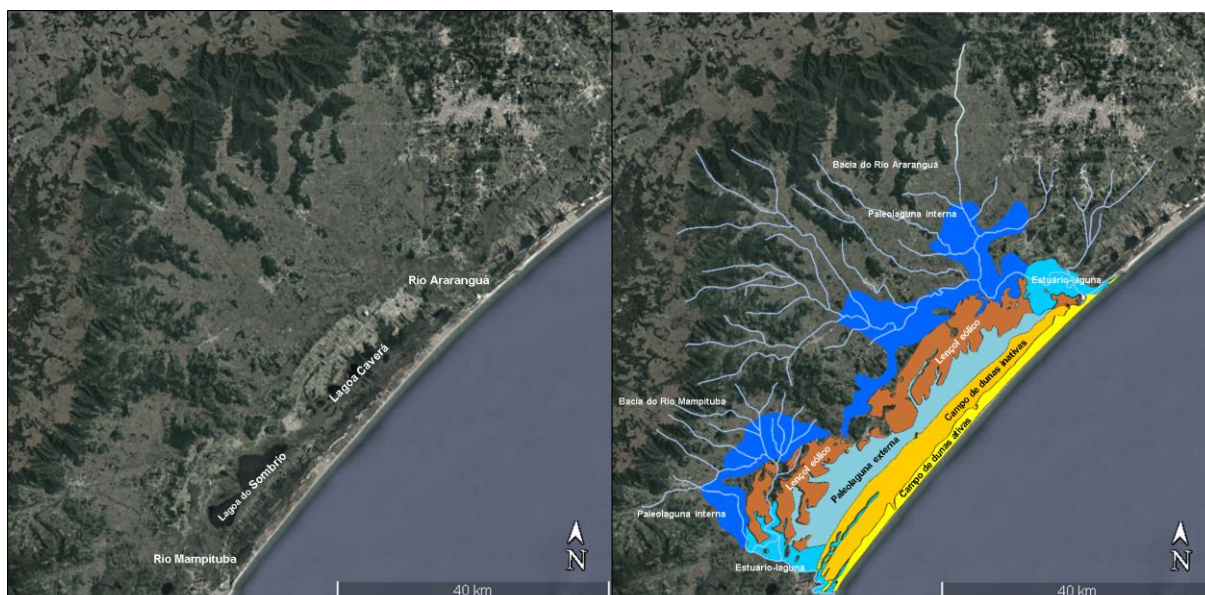 Rio Araranguá
Lagoa Caverá
Lagoa do Sombrio
Rio Mampituba
N
40 km
Bacia do Rio Araranguá
Paleolaguna interna
Estuário-laguna
Lençol eólico
Campo de dunas inativas
Bacia do Rio Mampituba
Campo de dunas ativas
Paleolaguna externa
Lençol eólico
Paleolaguna interna
Estuário-laguna
N
40 km